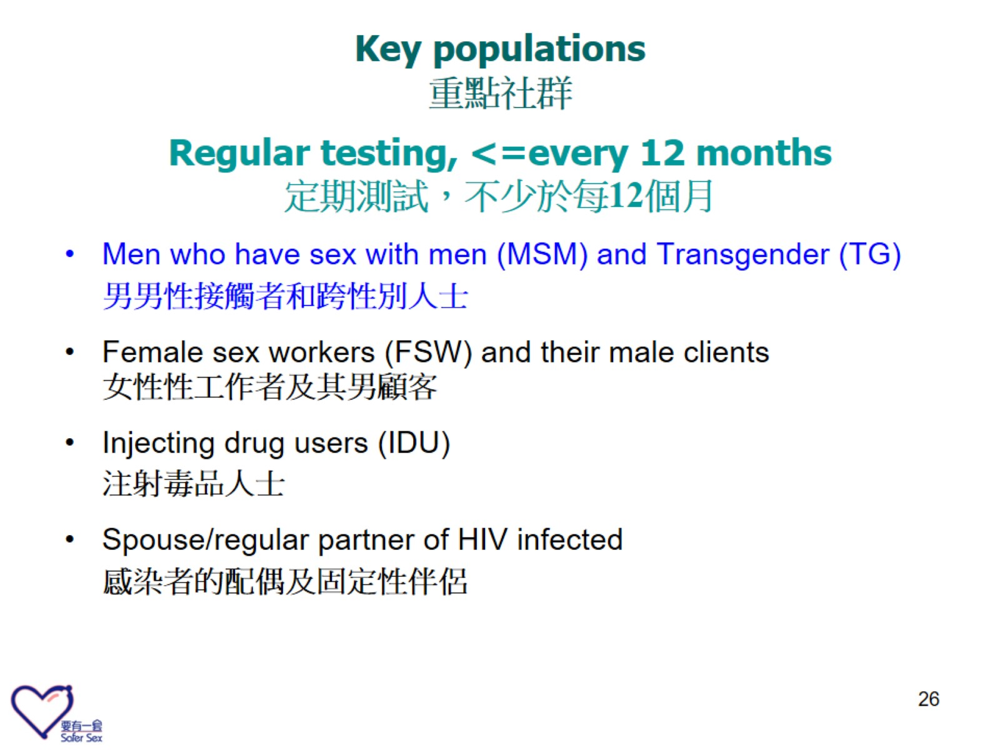 Key populations
重點社群
Regular testing, <=every 12 months
定期測試，不少於每12個月
• Men who have sex with men (MSM) and Transgender (TG)
男男性接觸者和跨性別人士
• Female sex workers (FSW) and their male clients
女性性工作者及其男顧客
• Injecting drug users (IDU)
注射毒品人士
• Spouse/regular partner of HIV infected
感染者的配偶及固定性伴侶
26
要有一套
Safer Sex